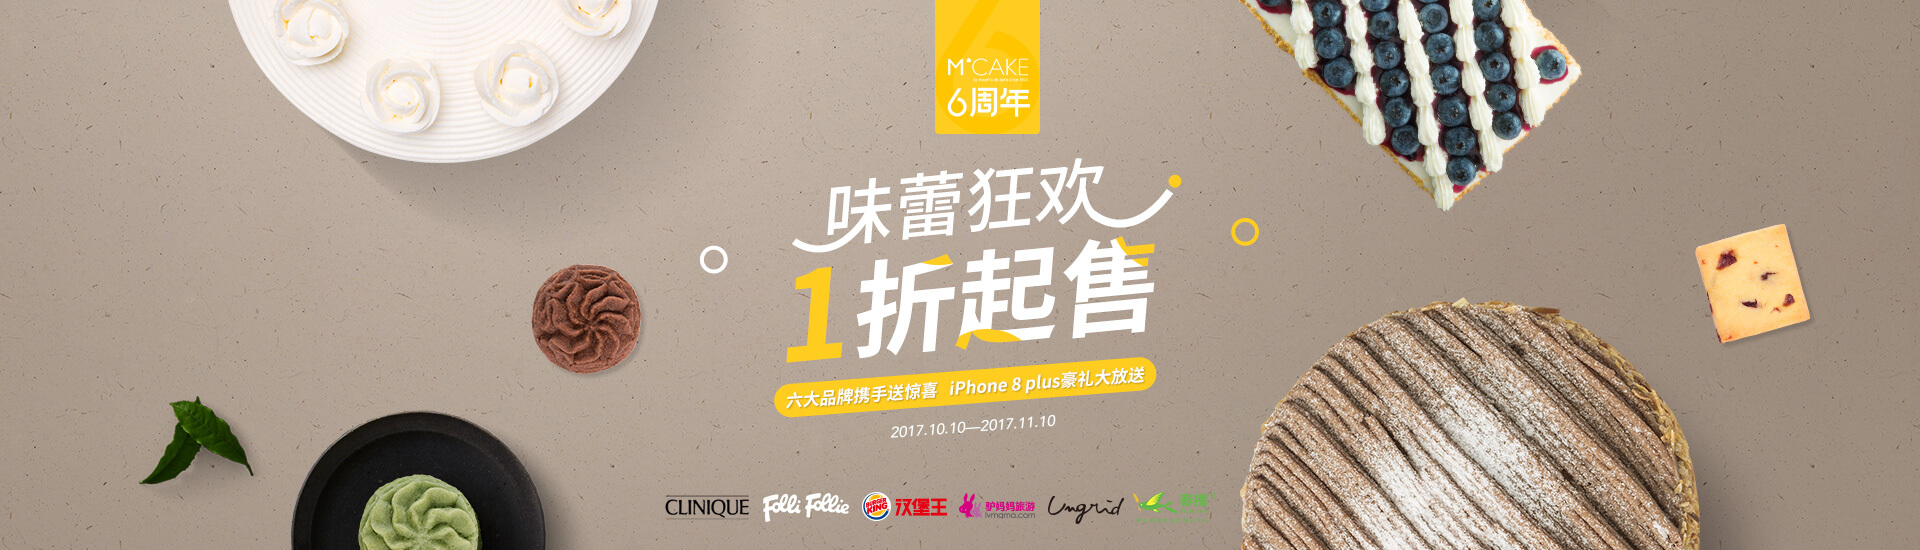 M'CAKE
6周年
味蕾狂欢
1折起售
六大品牌携手送惊喜 iPhone 8 plus豪礼大放送
2017.10.10—2017.11.10
CLINIQUE Folli Follie BURGER KING 汉堡王 驴妈妈旅游 lvmama.com Ungrid